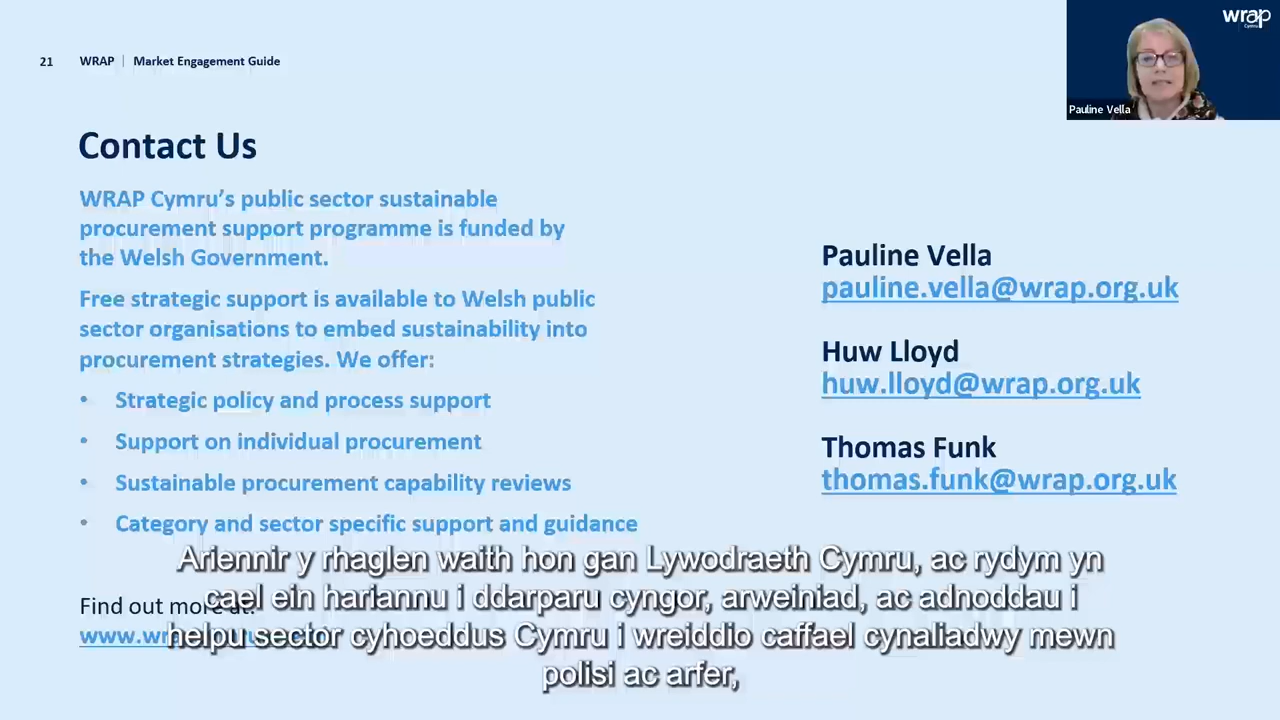 21 WRAP | Market Engagement Guide
wrap
Cymru
Pauline Vella
Contact Us
WRAP Cymru’s public sector sustainable
procurement support programme is funded by
the Welsh Government.
Free strategic support is available to Welsh public
sector organisations to embed sustainability into
procurement strategies. We offer:
• Strategic policy and process support
• Support on individual procurement
• Sustainable procurement capability reviews
• Category and sector specific support and guidance
Find out more at:
Pauline Vella
pauline.vella@wrap.org.uk
Huw Lloyd
huw.lloyd@wrap.org.uk
Thomas Funk
thomas.funk@wrap.org.uk
Ariennir y rhaglen waith hon gan Lywodraeth Cymru, ac rydym yn
cael ein hariannu i ddarparu cyngor, arweiniad, ac adnoddau i
helpu sector cyhoeddus Cymru i wreiddio caffael cynaliadwy mewn
polisi ac arfer,